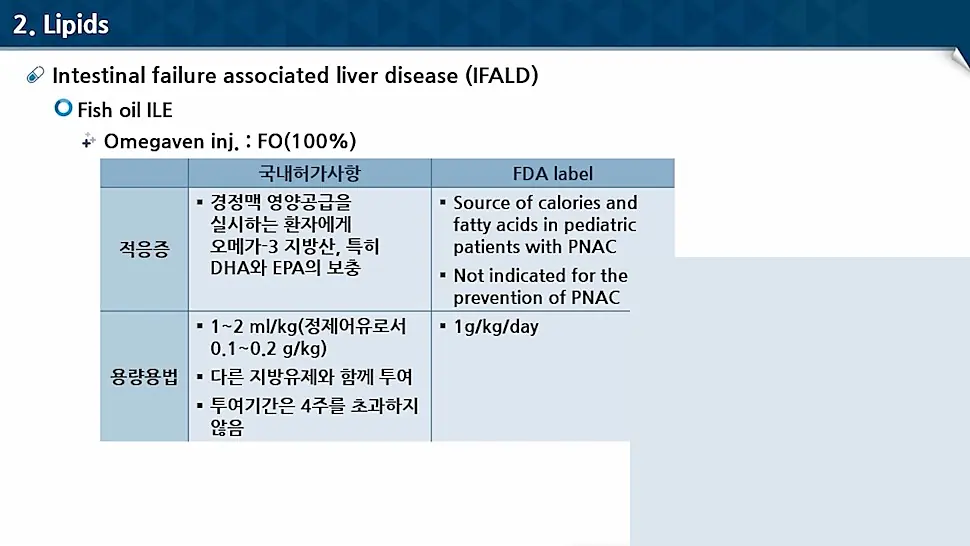 2. Lipids
Intestinal failure associated liver disease (IFALD)
Fish oil ILE
Omegaven inj. : FO(100%)
국내허가사항
FDA label
적응증
▪ 경정맥 영양공급을
실시하는 환자에게
오메가-3 지방산, 특히
DHA와 EPA의 보충
▪ Source of calories and
fatty acids in pediatric
patients with PNAC
▪ Not indicated for the
prevention of PNAC
용량용법
▪ 1~2 ml/kg(정제어유로서
0.1~0.2 g/kg)
▪ 다른 지방유제와 함께 투여
▪ 투여기간은 4주를 초과하지
않음
▪ 1g/kg/day